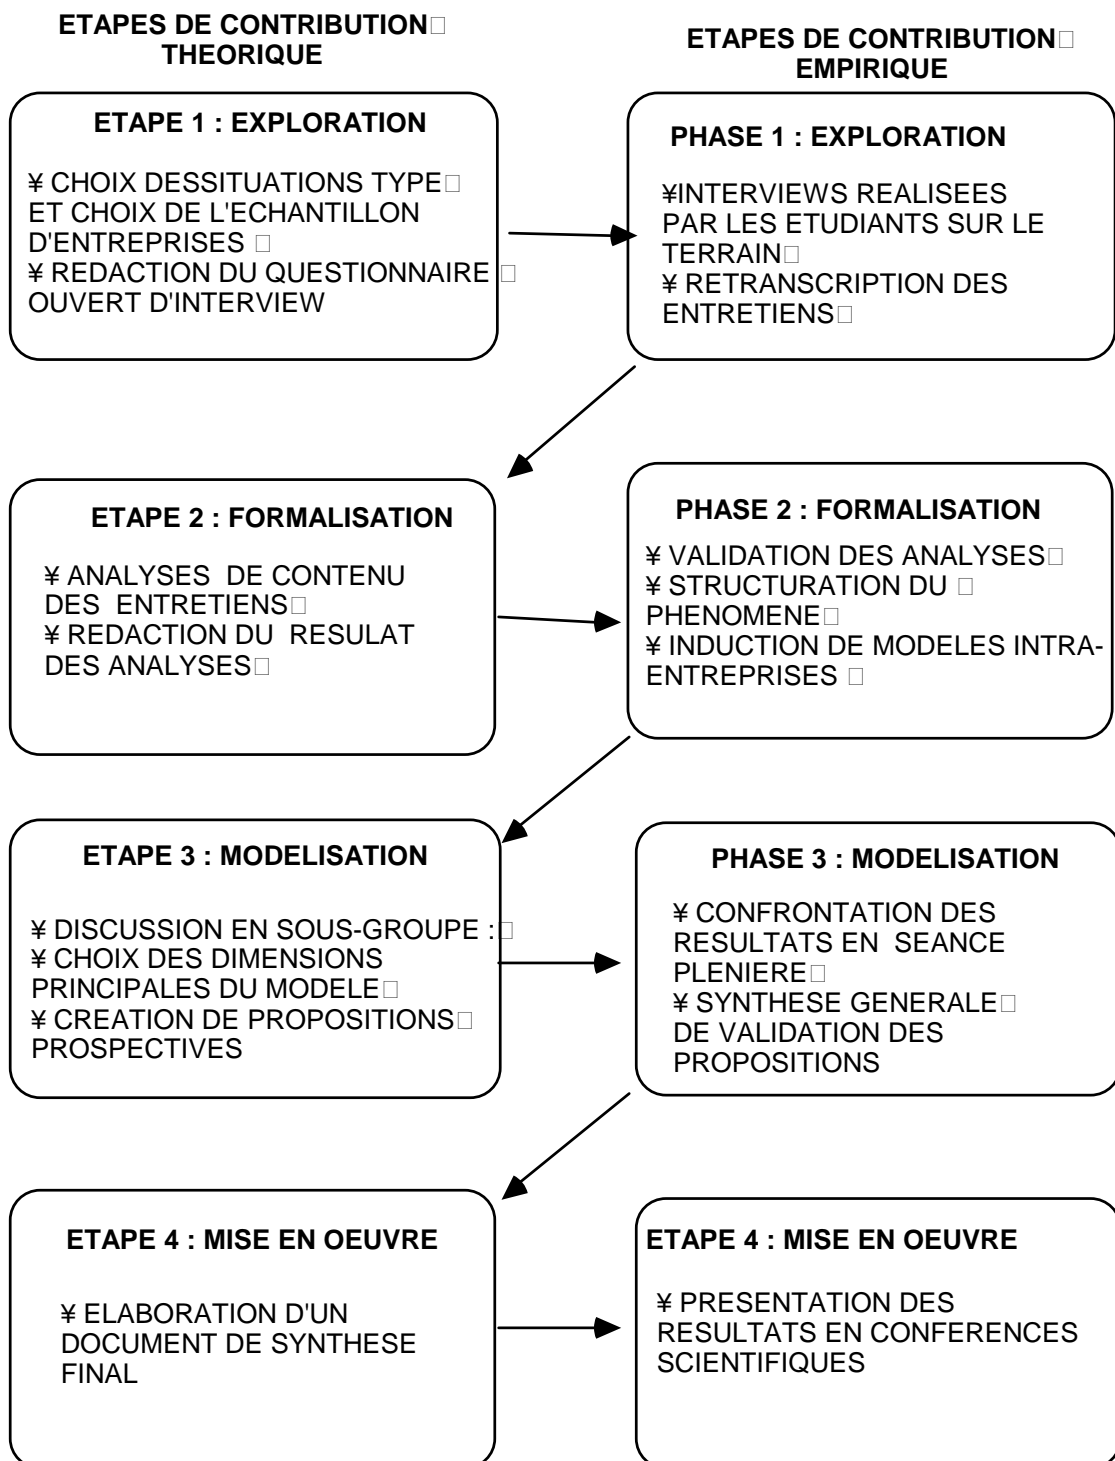 ETAPES DE CONTRIBUTION□
THEORIQUE
ETAPES DE CONTRIBUTION□
EMPIRIQUE
ETAPE 1 : EXPLORATION
¥ CHOIX DESSITUATIONS TYPE□
ET CHOIX DE L'ECHANTILLON
D'ENTREPRISES □
¥ REDACTION DU QUESTIONNAIRE □
OUVERT D'INTERVIEW
PHASE 1 : EXPLORATION
¥INTERVIEWS REALISEES
PAR LES ETUDIANTS SUR LE
TERRAIN□
¥ RETRANSCRIPTION DES
ENTRETIENS□
ETAPE 2 : FORMALISATION
¥ ANALYSES  DE CONTENU
DES  ENTRETIENS□
¥ REDACTION DU  RESULAT
DES ANALYSES□
PHASE 2 : FORMALISATION
¥ VALIDATION DES ANALYSES□
¥ STRUCTURATION DU □
PHENOMENE□
¥ INDUCTION DE MODELES INTRA-
ENTREPRISES □
ETAPE 3 : MODELISATION
¥ DISCUSSION EN SOUS-GROUPE :□
¥ CHOIX DES DIMENSIONS
PRINCIPALES DU MODELE□
¥ CREATION DE PROPOSITIONS□
PROSPECTIVES
PHASE 3 : MODELISATION
¥ CONFRONTATION DES
RESULTATS EN  SEANCE
PLENIERE□
¥ SYNTHESE GENERALE□
DE VALIDATION DES
PROPOSITIONS
ETAPE 4 : MISE EN OEUVRE
¥ ELABORATION D'UN
DOCUMENT DE SYNTHESE
FINAL
ETAPE 4 : MISE EN OEUVRE
¥ PRESENTATION DES
RESULTATS EN CONFERENCES
SCIENTIFIQUES